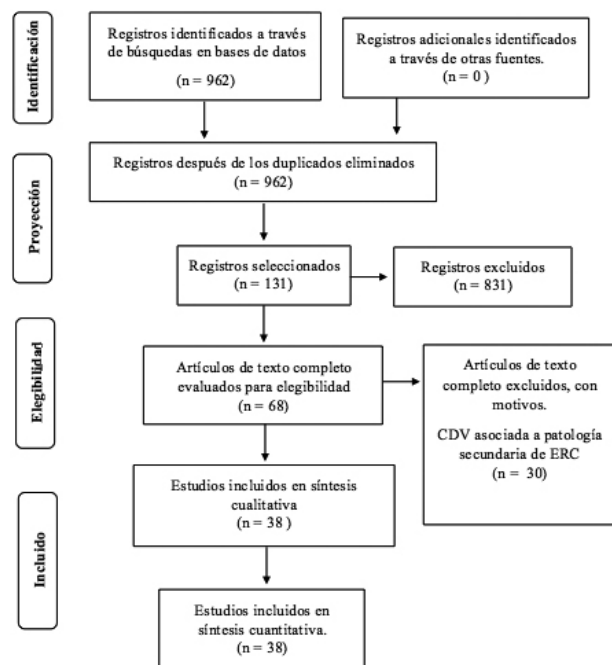 Identificación
Registros identificados a través
de búsquedas en bases de datos
(n = 962)
Registros adicionales identificados
a través de otras fuentes.
(n = 0 )
Proyección
Registros después de los duplicados eliminados
(n = 962)
Registros seleccionados
(n = 131)
Registros excluidos
(n = 831)
Elegibilidad
Artículos de texto completo
evaluados para elegibilidad
(n = 68)
Artículos de texto
completo excluidos, con
motivos.
CDV asociada a patología
secundaria de ERC
(n = 30)
Incluido
Estudios incluidos en síntesis
cualitativa
(n = 38 )
Estudios incluidos en
síntesis cuantitativa.
(n = 38)